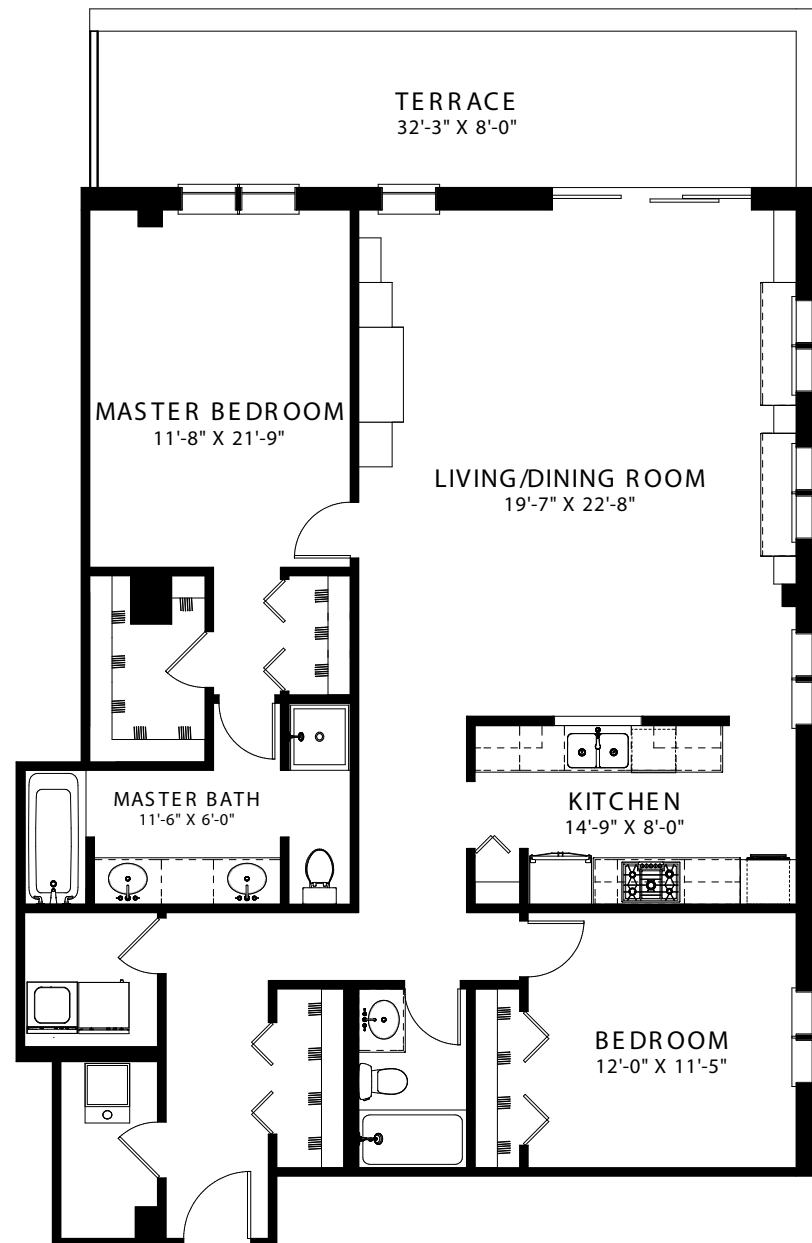 TERRACE
32'-3" X 8'-0"
MASTER BEDROOM
11'-8" X 21'-9"
LIVING/DINING ROOM
19'-7" X 22'-8"
MASTER BATH
11'-6" X 6'-0"
KITCHEN
14'-9" X 8'-0"
BEDROOM
12'-0" X 11'-5"